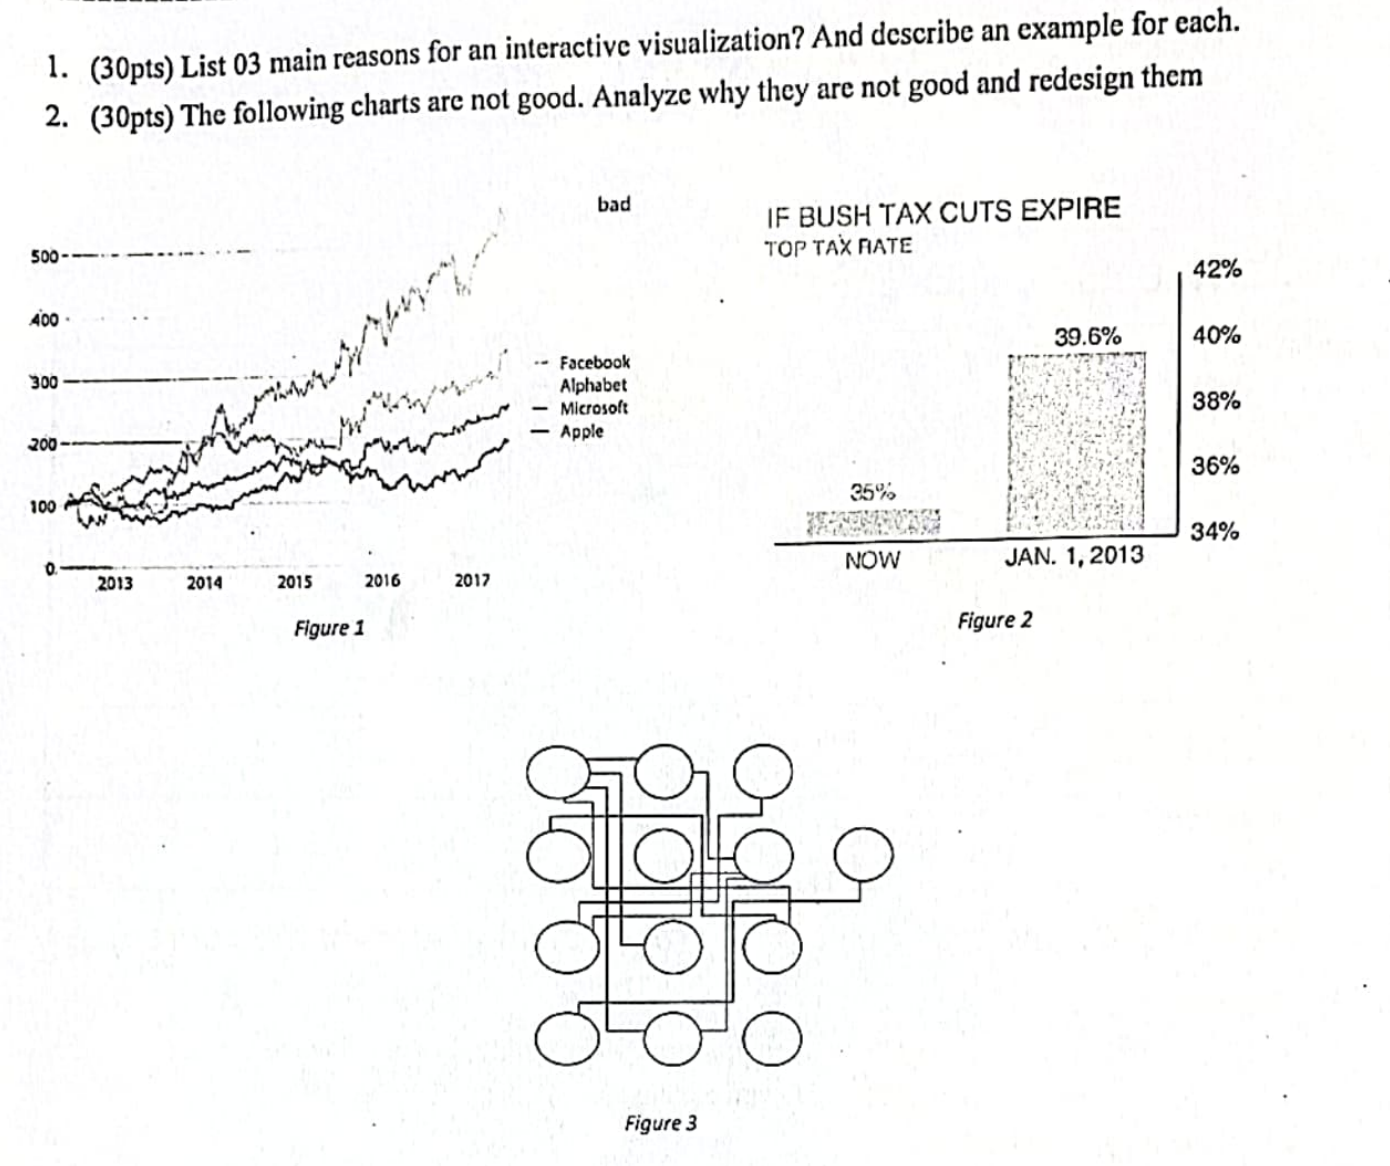 1. (30pts) List 03 main reasons for an interactive visualization? And describe an example for each.
2. (30pts) The following charts are not good. Analyze why they are not good and redesign them
bad
500
400
300
200
100
0
2013 2014 2015 2016 2017
Facebook
Alphabet
Microsoft
Apple
Figure 1
IF BUSH TAX CUTS EXPIRE
TOP TAX RATE
42%
40%
38%
36%
34%
39.6%
35%
NOW JAN. 1, 2013
Figure 2
Figure 3